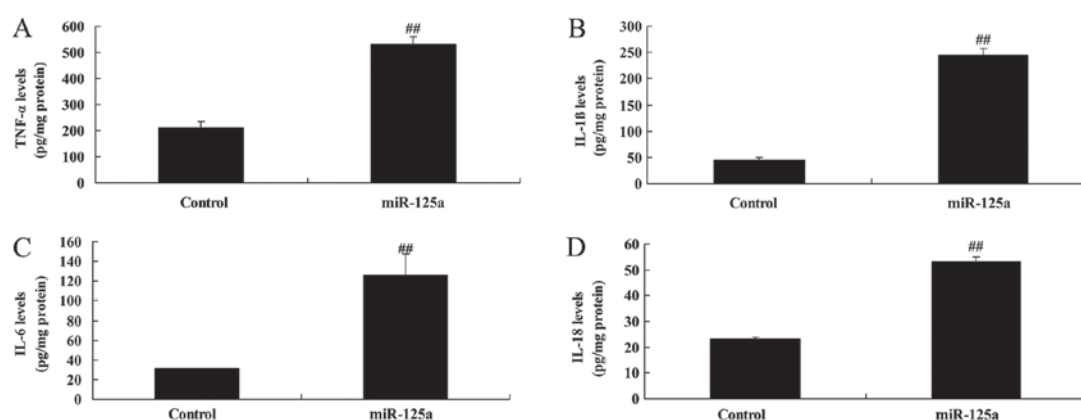 A
TNF-α levels
(pg/mg protein)
600
500
400
300
200
100
0
##
Control
miR-125a
B
IL-1ß levels
(pg/mg protein)
300
250
200
150
100
50
0
##
Control
miR-125a
C
IL-6 levels
(pg/mg protein)
160
140
120
100
80
60
40
20
0
##
Control
miR-125a
D
IL-18 levels
(pg/mg protein)
60
50
40
30
20
10
0
##
Control
miR-125a